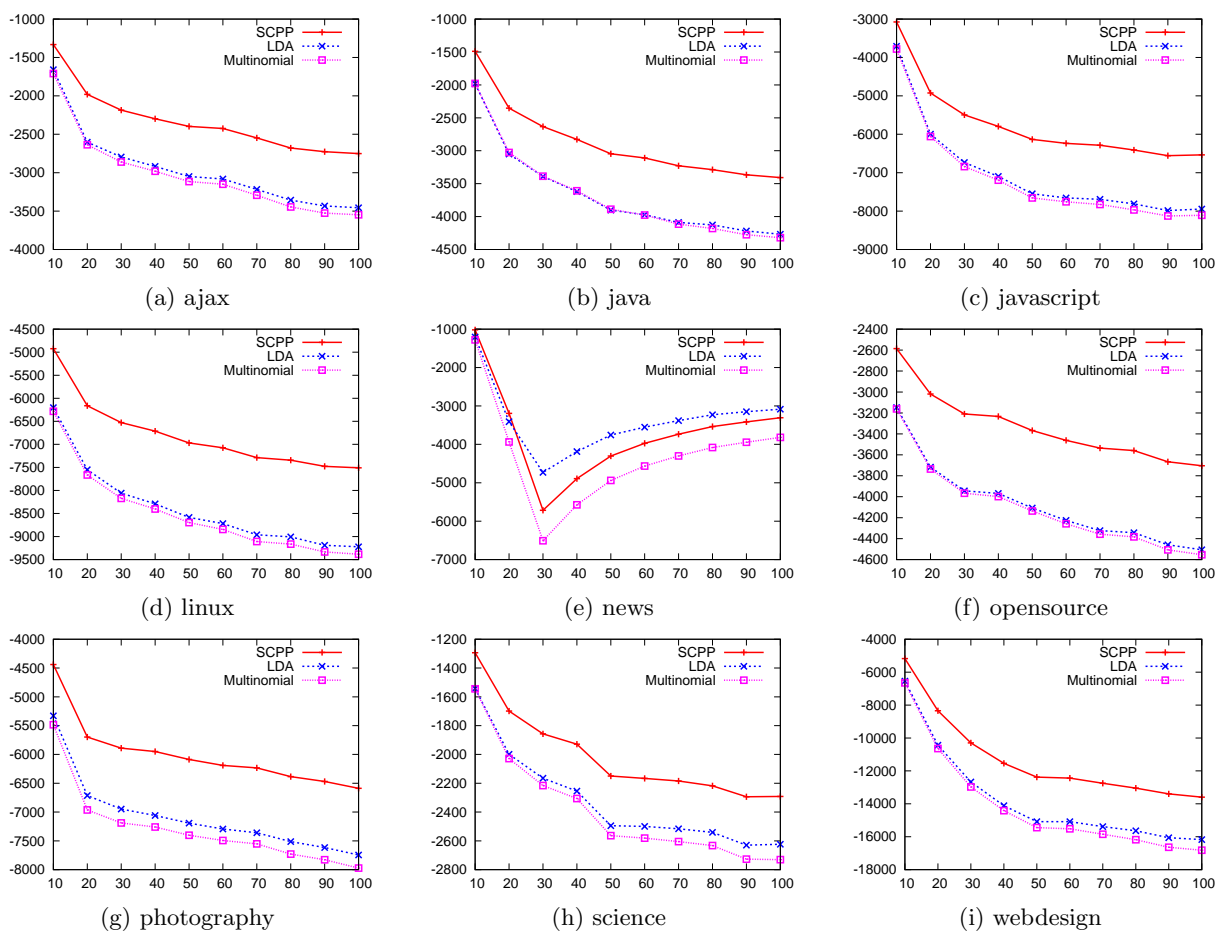 -1000
-1500
-2000
-2500
-3000
-3500
-4000
10 20 30 40 50 60 70 80 90 100
SCPP
LDA
Multinomial
(a) ajax
-1000
-1500
-2000
-2500
-3000
-3500
-4000
-4500
10 20 30 40 50 60 70 80 90 100
SCPP
LDA
Multinomial
(b) java
-3000
-4000
-5000
-6000
-7000
-8000
-9000
10 20 30 40 50 60 70 80 90 100
SCPP
LDA
Multinomial
(c) javascript
-4500
-5000
-5500
-6000
-6500
-7000
-7500
-8000
-8500
-9000
-9500
10 20 30 40 50 60 70 80 90 100
SCPP
LDA
Multinomial
(d) linux
-1000
-2000
-3000
-4000
-5000
-6000
-7000
10 20 30 40 50 60 70 80 90 100
SCPP
LDA
Multinomial
(e) news
-2400
-2600
-2800
-3000
-3200
-3400
-3600
-3800
-4000
-4200
-4400
-4600
10 20 30 40 50 60 70 80 90 100
SCPP
LDA
Multinomial
(f) opensource
-4000
-4500
-5000
-5500
-6000
-6500
-7000
-7500
-8000
10 20 30 40 50 60 70 80 90 100
SCPP
LDA
Multinomial
(g) photography
-1200
-1400
-1600
-1800
-2000
-2200
-2400
-2600
-2800
10 20 30 40 50 60 70 80 90 100
SCPP
LDA
Multinomial
(h) science
-4000
-6000
-8000
-10000
-12000
-14000
-16000
-18000
10 20 30 40 50 60 70 80 90 100
SCPP
LDA
Multinomial
(i) webdesign